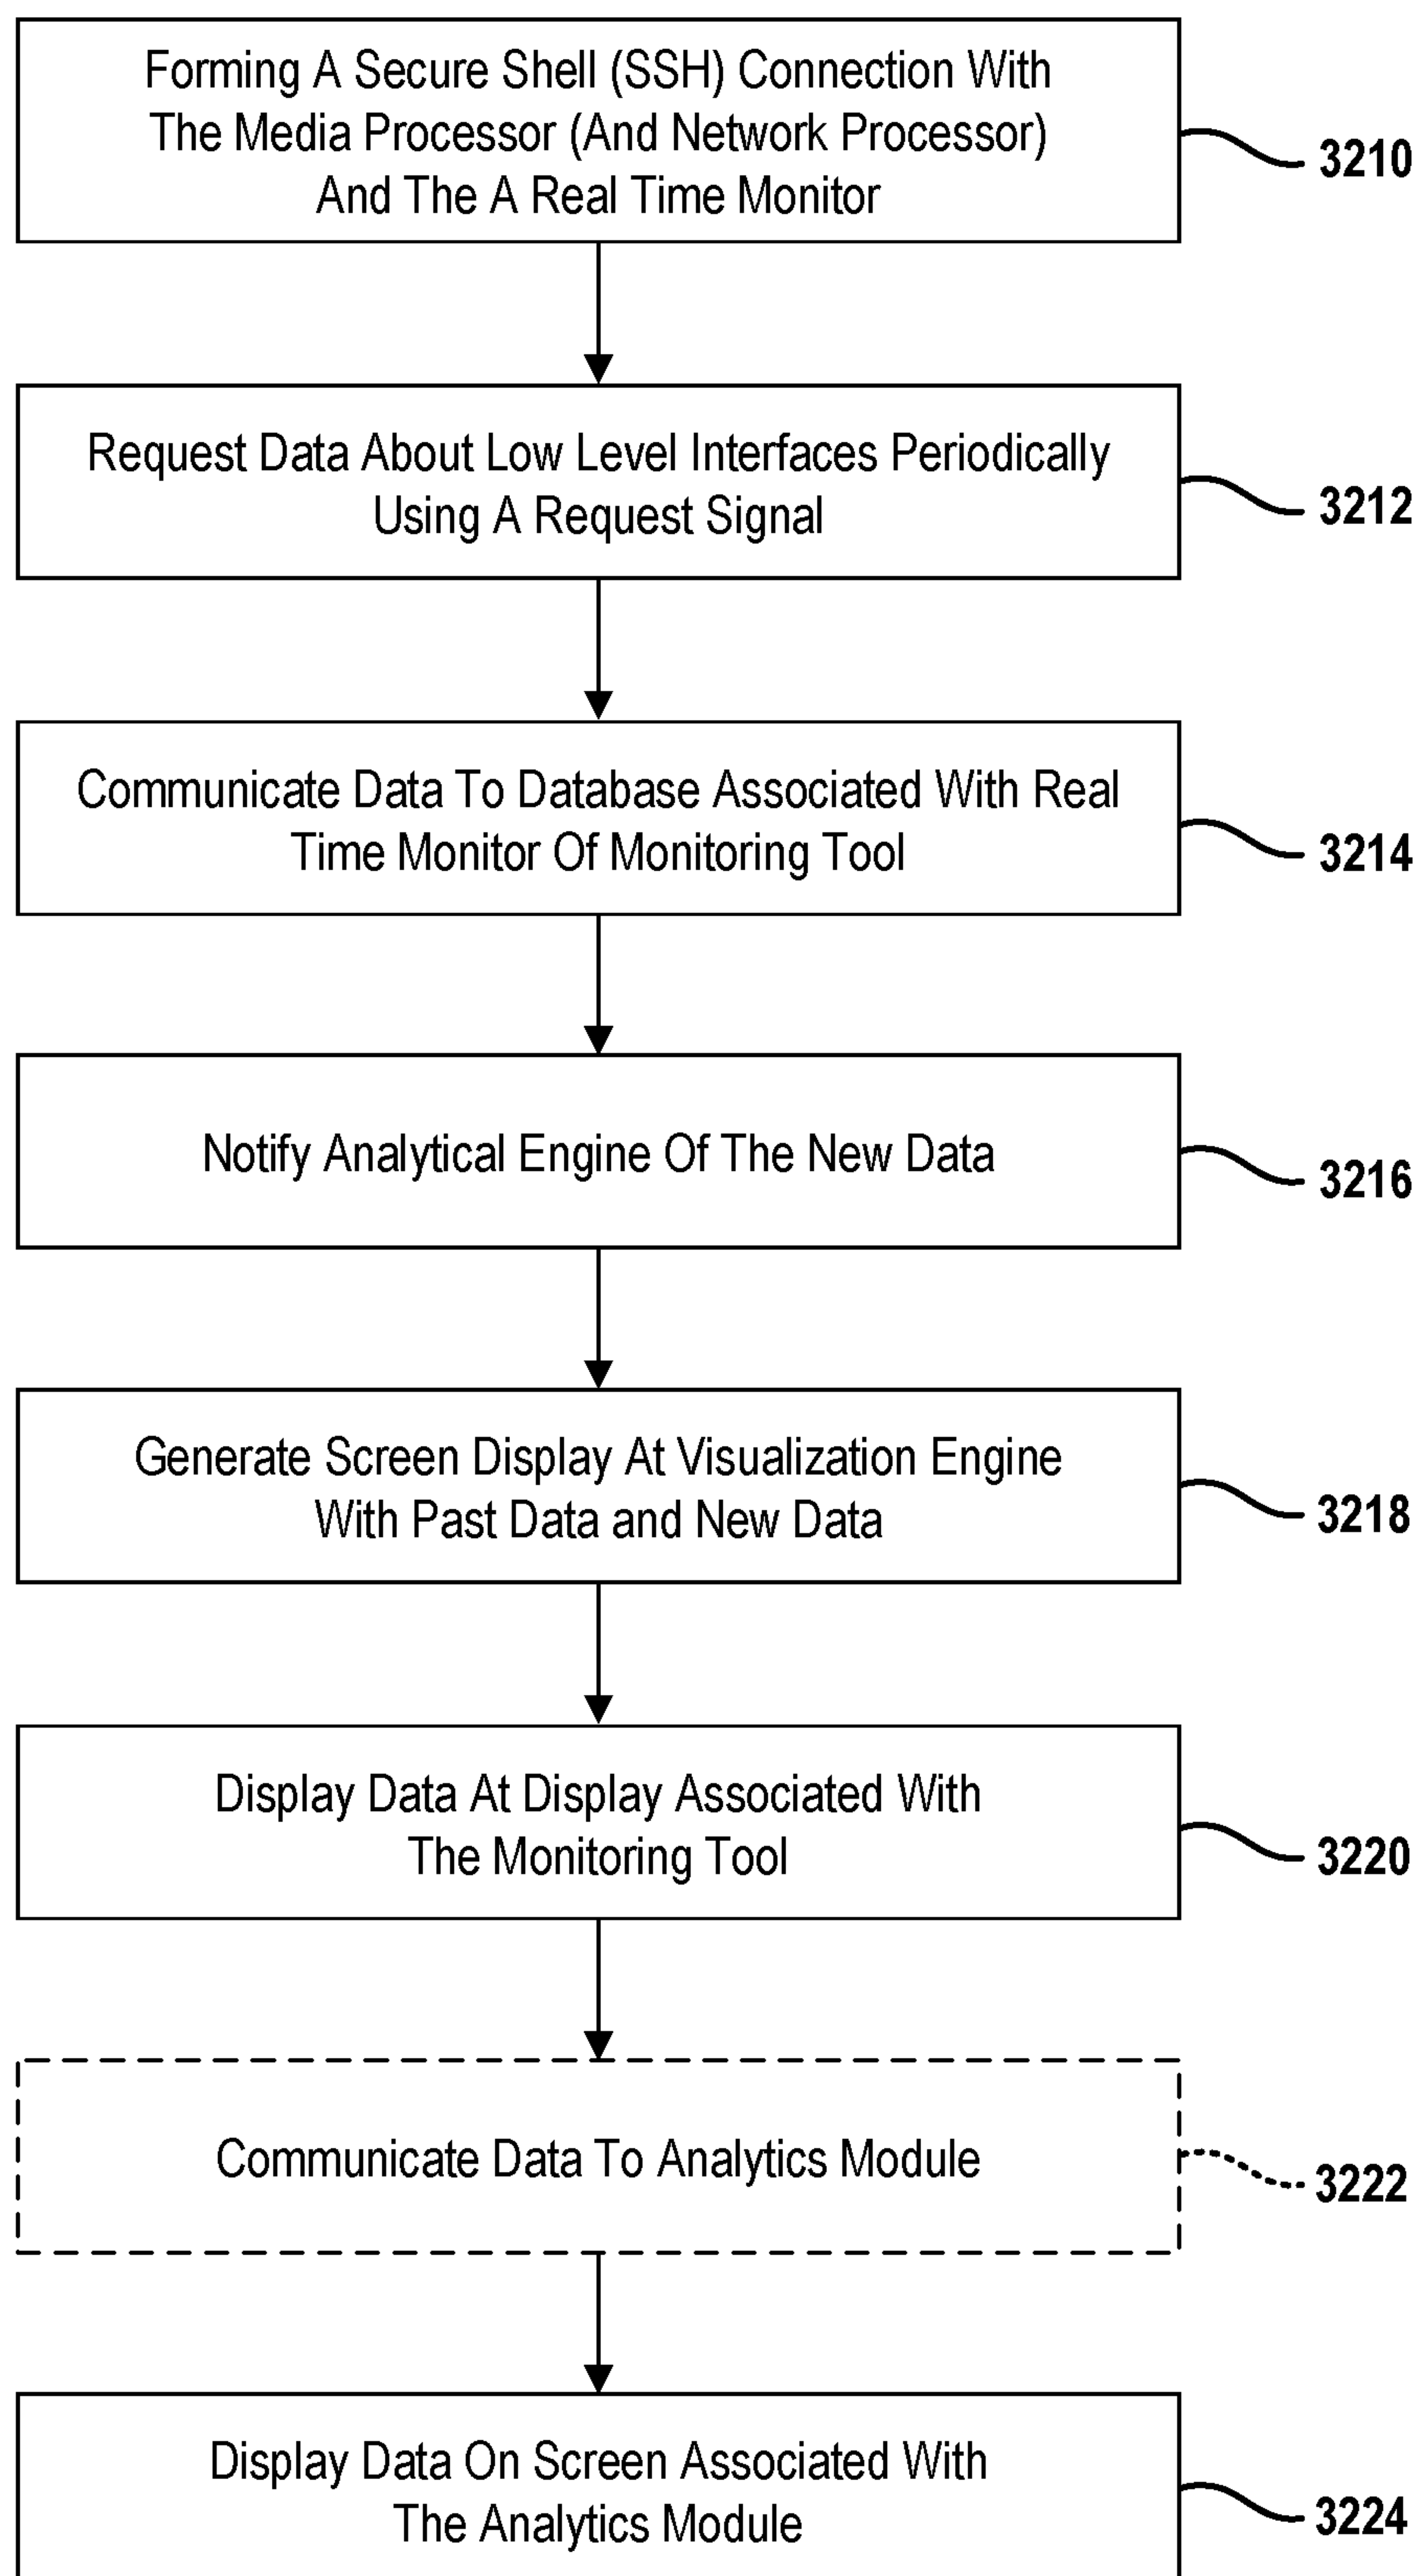 Forming A Secure Shell (SSH) Connection With
The Media Processor (And Network Processor)
And The A Real Time Monitor
3210
Request Data About Low Level Interfaces Periodically
Using A Request Signal
3212
Communicate Data To Database Associated With Real
Time Monitor Of Monitoring Tool
3214
Notify Analytical Engine Of The New Data
3216
Generate Screen Display At Visualization Engine
With Past Data and New Data
3218
Display Data At Display Associated With
The Monitoring Tool
3220
Communicate Data To Analytics Module
3222
Display Data On Screen Associated With
The Analytics Module
3224